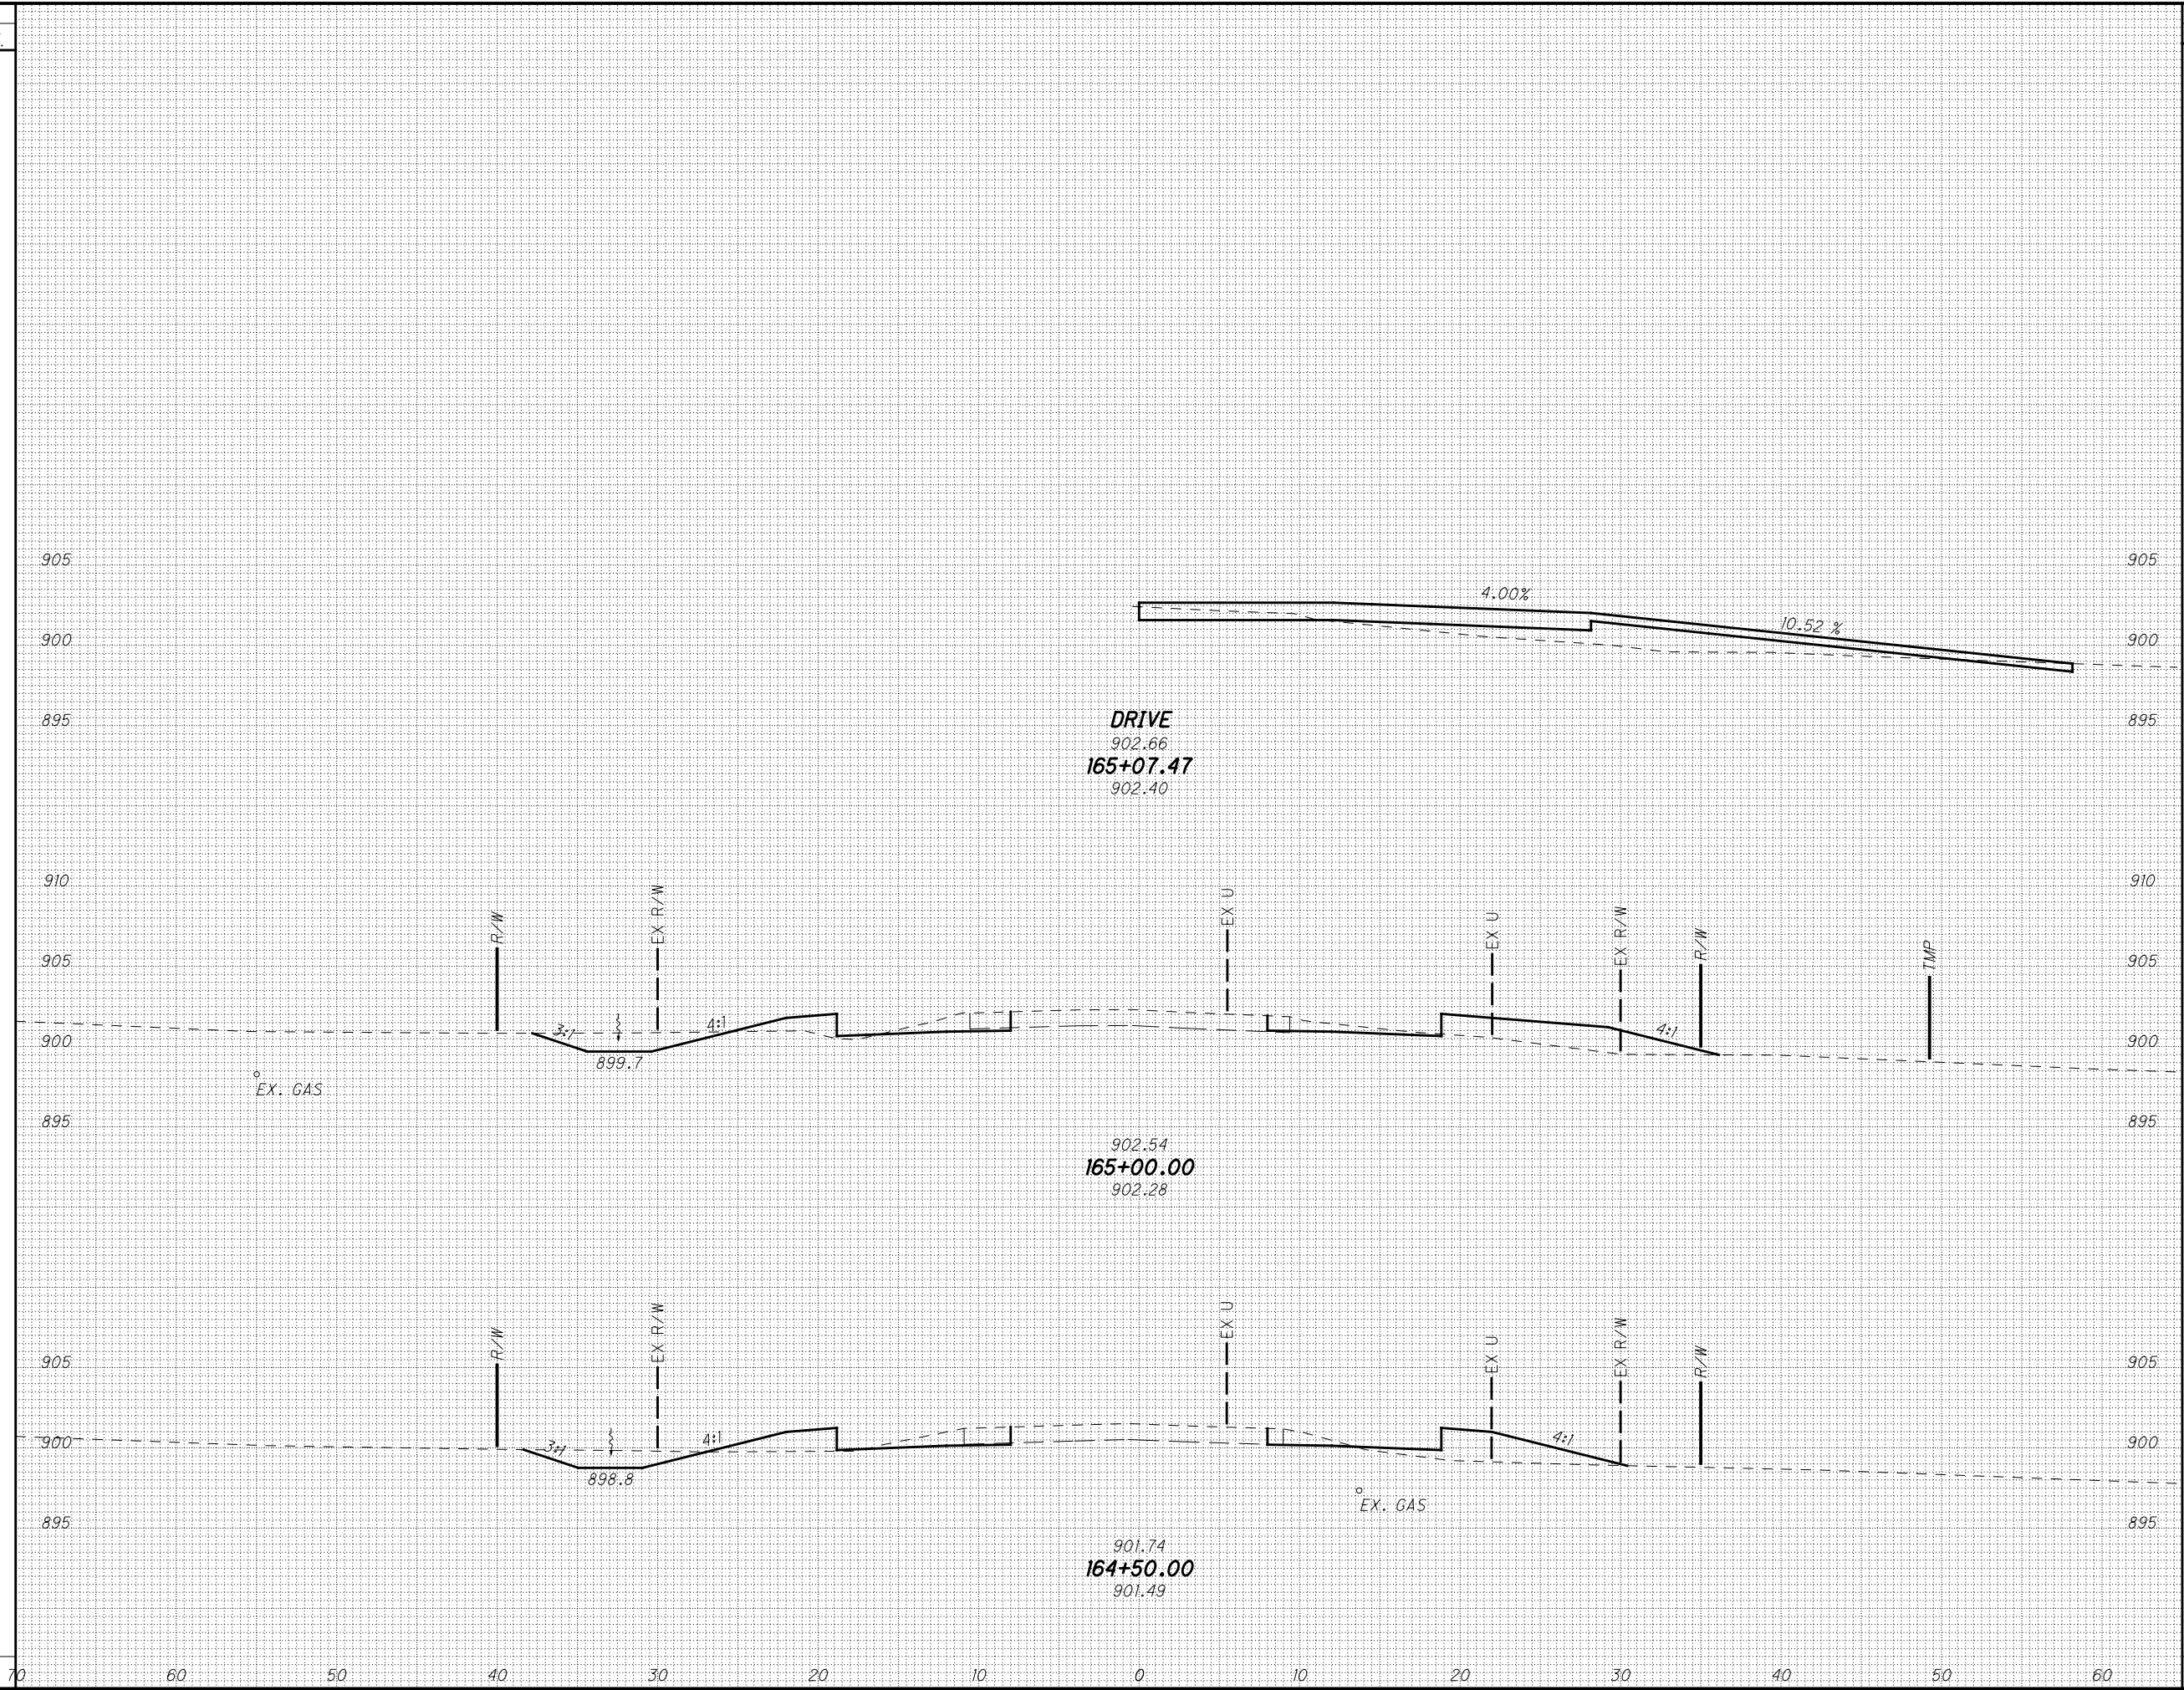 905 905
4.00%
10.52 %
900 900
895 895
DRIVE
902.66
165+07.47
902.40
910 910
R/W EX R/W EX U EX U EX R/W R/W TMP
905 905
3:1 4:1 4:1
900 900
899.7
EX. GAS
895 895
902.54
165+00.00
902.28
R/W EX R/W EX U EX U EX R/W R/W
905 905
3:1 4:1 4:1
900 900
898.8
EX. GAS
895 895
901.74
164+50.00
901.49
70 60 50 40 30 20 10 0 10 20 30 40 50 60